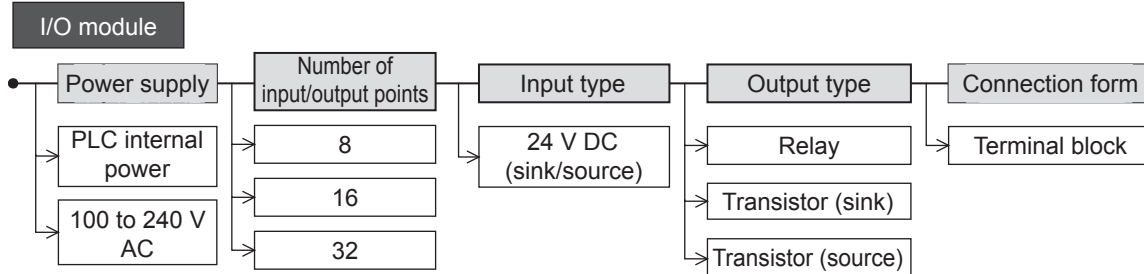 I/O module
Power supply
PLC internal
power
100 to 240 V
AC
Number of
input/output points
8
16
32
Input type
24 V DC
(sink/source)
Output type
Relay
Transistor (sink)
Transistor (source)
Connection form
Terminal block